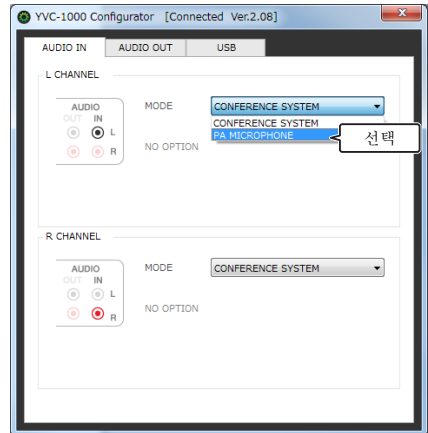 YVC-1000 Configurator [Connected Ver.2.08]
AUDIO IN AUDIO OUT USB
L CHANNEL
AUDIO
OUT IN
L
R
MODE
CONFERENCE SYSTEM
CONFERENCE SYSTEM
PA MICROPHONE
선택
NO OPTION
R CHANNEL
AUDIO
OUT IN
L
R
MODE
CONFERENCE SYSTEM
NO OPTION